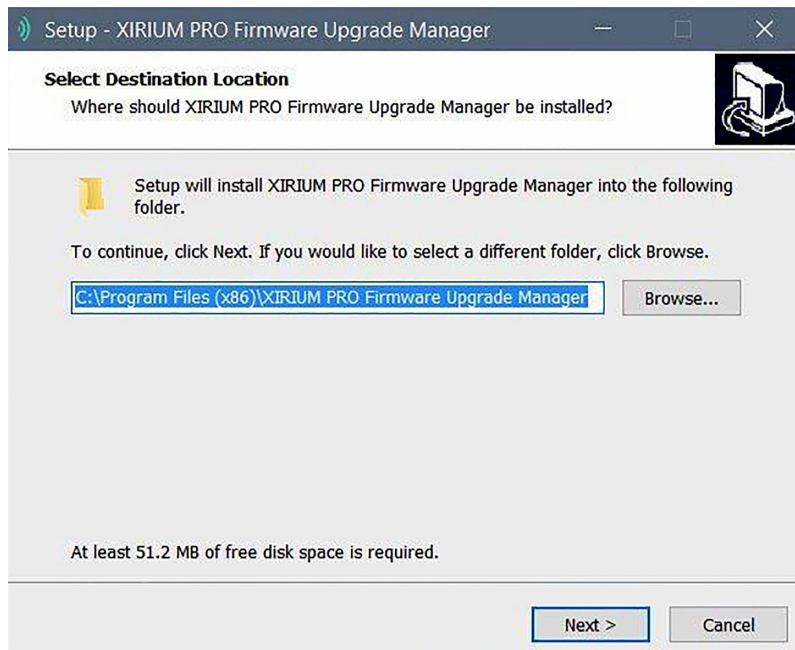 Setup - XIRIUM PRO Firmware Upgrade Manager
Select Destination Location
Where should XIRIUM PRO Firmware Upgrade Manager be installed?
Setup will install XIRIUM PRO Firmware Upgrade Manager into the following
folder.
To continue, click Next. If you would like to select a different folder, click Browse.
C:\Program Files (x86)\XIRIUM PRO Firmware Upgrade Manager
Browse...
At least 51.2 MB of free disk space is required.
Next >
Cancel